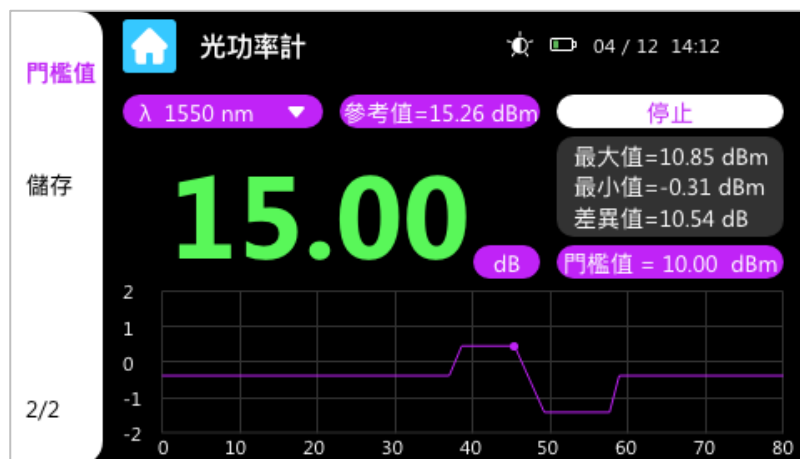 門檻值
儲存
2/2
光功率計
04 / 12 14:12
λ 1550 nm
參考值=15.26 dBm
停止
最大值=10.85 dBm
最小值=-0.31 dBm
差異值=10.54 dB
15.00
dB
門檻值 = 10.00 dBm
2
1
0
-1
-2
0 10 20 30 40 50 60 70 80